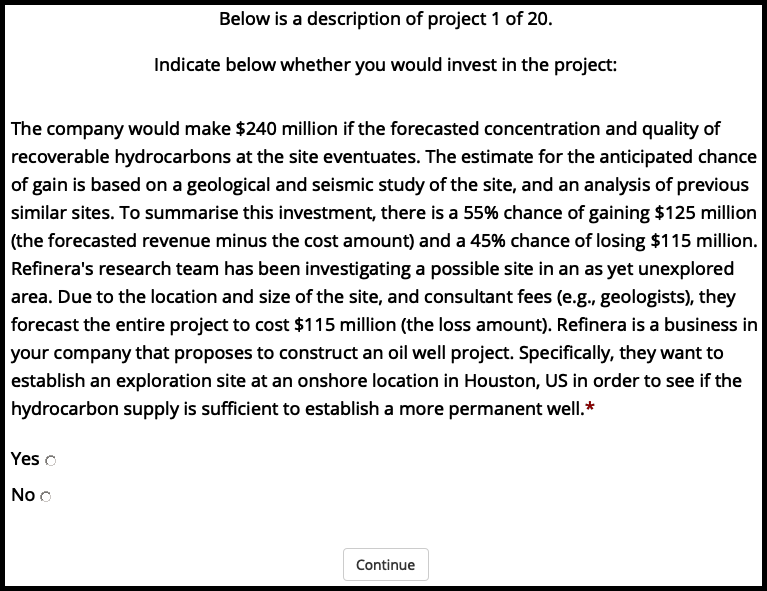 Below is a description of project 1 of 20.
Indicate below whether you would invest in the project:
The company would make $240 million if the forecasted concentration and quality of
recoverable hydrocarbons at the site eventuates. The estimate for the anticipated chance
of gain is based on a geological and seismic study of the site, and an analysis of previous
similar sites. To summarise this investment, there is a 55% chance of gaining $125 million
(the forecasted revenue minus the cost amount) and a 45% chance of losing $115 million.
Refinera's research team has been investigating a possible site in an as yet unexplored
area. Due to the location and size of the site, and consultant fees (e.g., geologists), they
forecast the entire project to cost $115 million (the loss amount). Refinera is a business in
your company that proposes to construct an oil well project. Specifically, they want to
establish an exploration site at an onshore location in Houston, US in order to see if the
hydrocarbon supply is sufficient to establish a more permanent well.*
Yes
No
Continue